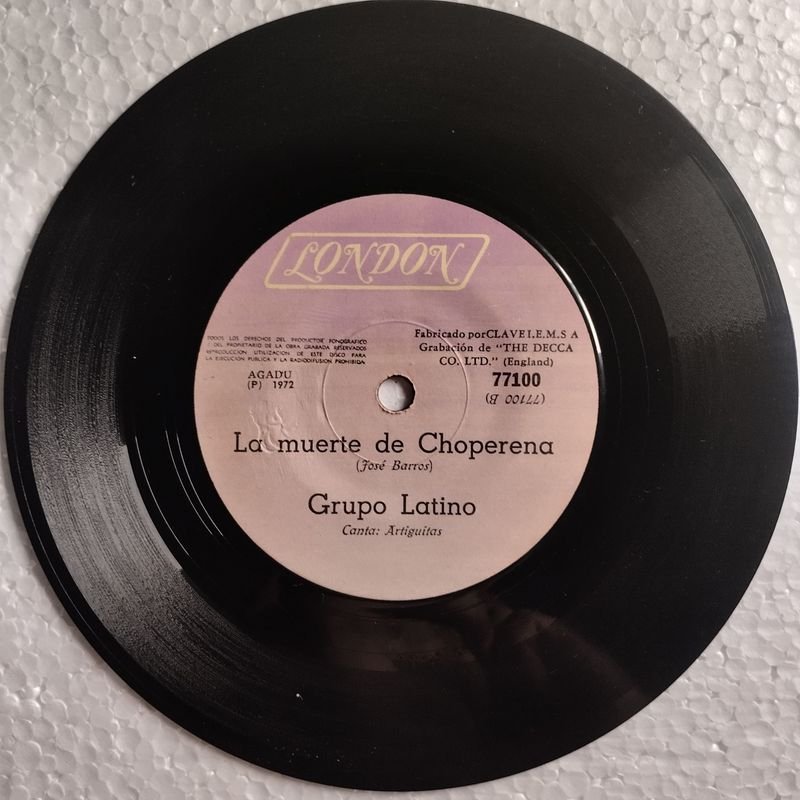 LONDON
TODOS LOS DERECHOS DEL PRODUCTOR FONOGRAFICO
Y DEL PROPIETARIO DE LA OBRA GRABADA RESERVADOS
REPRODUCCION UTILIZACION DE ESTE DISCO PARA
LA EJECUCION PUBLICA Y LA RADIODIFUSION PROHIBIDA
AGADU
(P) 1972
Fabricado porCLAVE I.E.M.S A
Grabación de "THE DECCA
CO. LTD." (England)
77100
(77100 B)
La muerte de Choperena
(José Barros)
Grupo Latino
Canta: Artiguitas